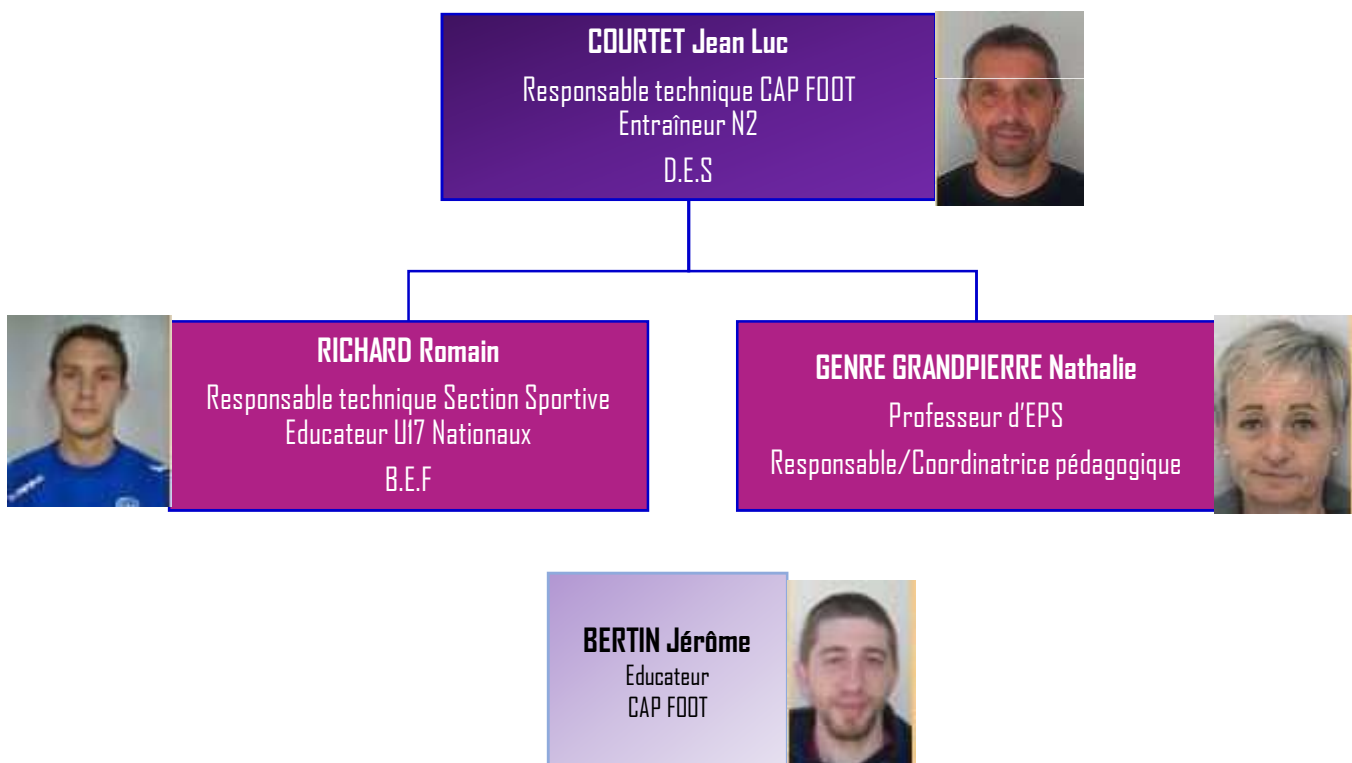 COURTET Jean Luc
Responsable technique CAP FOOT
Entraîneur N2
D.E.S
RICHARD Romain
Responsable technique Section Sportive
Educateur U17 Nationaux
B.E.F
GENRE GRANDPIERRE Nathalie
Professeur d'EPS
Responsable/Coordinatrice pédagogique
BERTIN Jérôme
Educateur
CAP FOOT